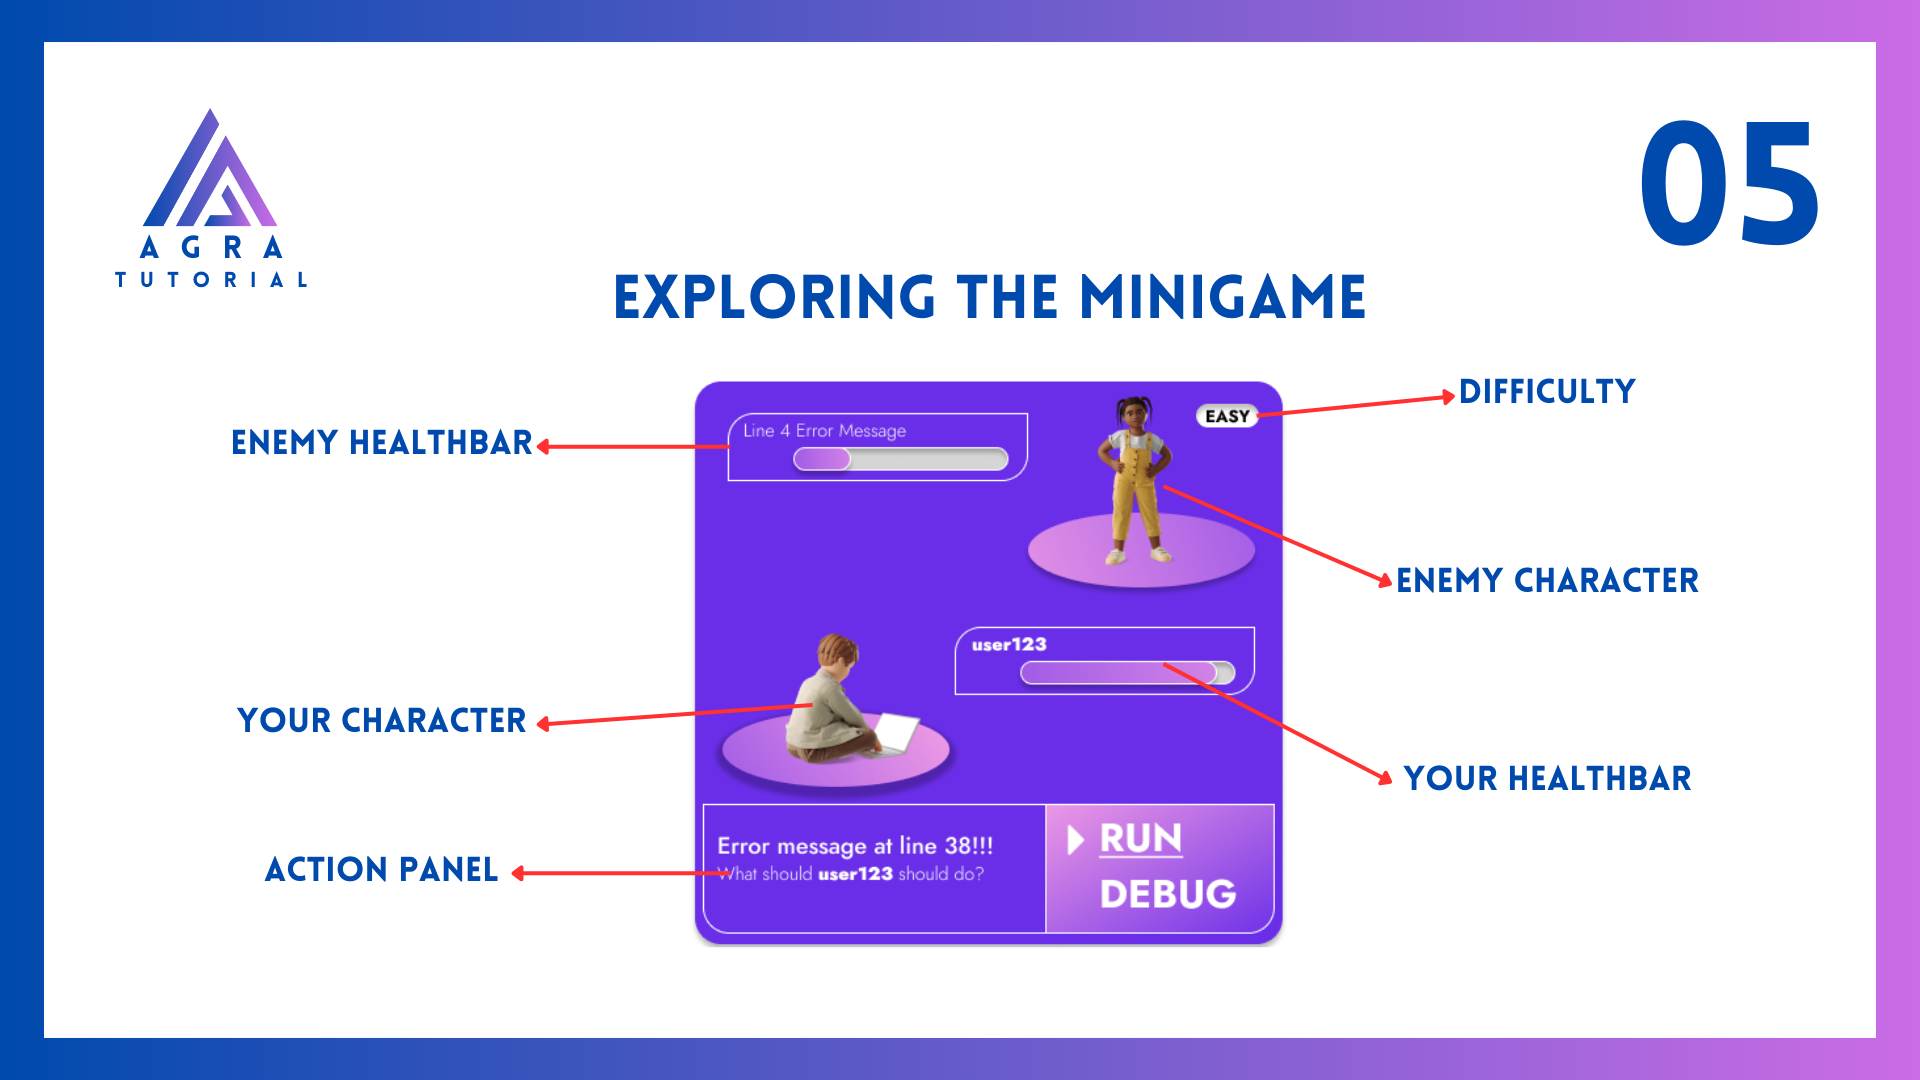 AGRA
TUTORIAL
05
EXPLORING THE MINIGAME
DIFFICULTY
ENEMY HEALTHBAR
Line 4 Error Message
EASY
ENEMY CHARACTER
user123
YOUR CHARACTER
YOUR HEALTHBAR
ACTION PANEL
Error message at line 38!!!
What should user123 should do?
RUN
DEBUG